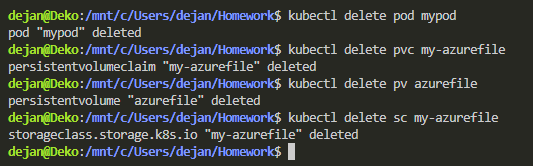 dejan@Deko:/mnt/c/Users/dejan/Homework$ kubectl delete pod mypod
pod "mypod" deleted
dejan@Deko:/mnt/c/Users/dejan/Homework$ kubectl delete pvc my-azurefile
persistentvolumeclaim "my-azurefile" deleted
dejan@Deko:/mnt/c/Users/dejan/Homework$ kubectl delete pv azurefile
persistentvolume "azurefile" deleted
dejan@Deko:/mnt/c/Users/dejan/Homework$ kubectl delete sc my-azurefile
storageclass.storage.k8s.io "my-azurefile" deleted
dejan@Deko:/mnt/c/Users/dejan/Homework$